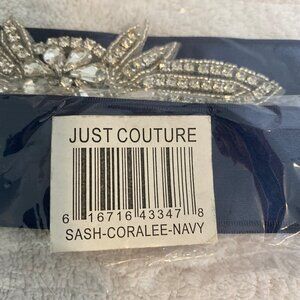 JUST COUTURE
6 16716 43347 8
SASH-CORALEE-NAVY